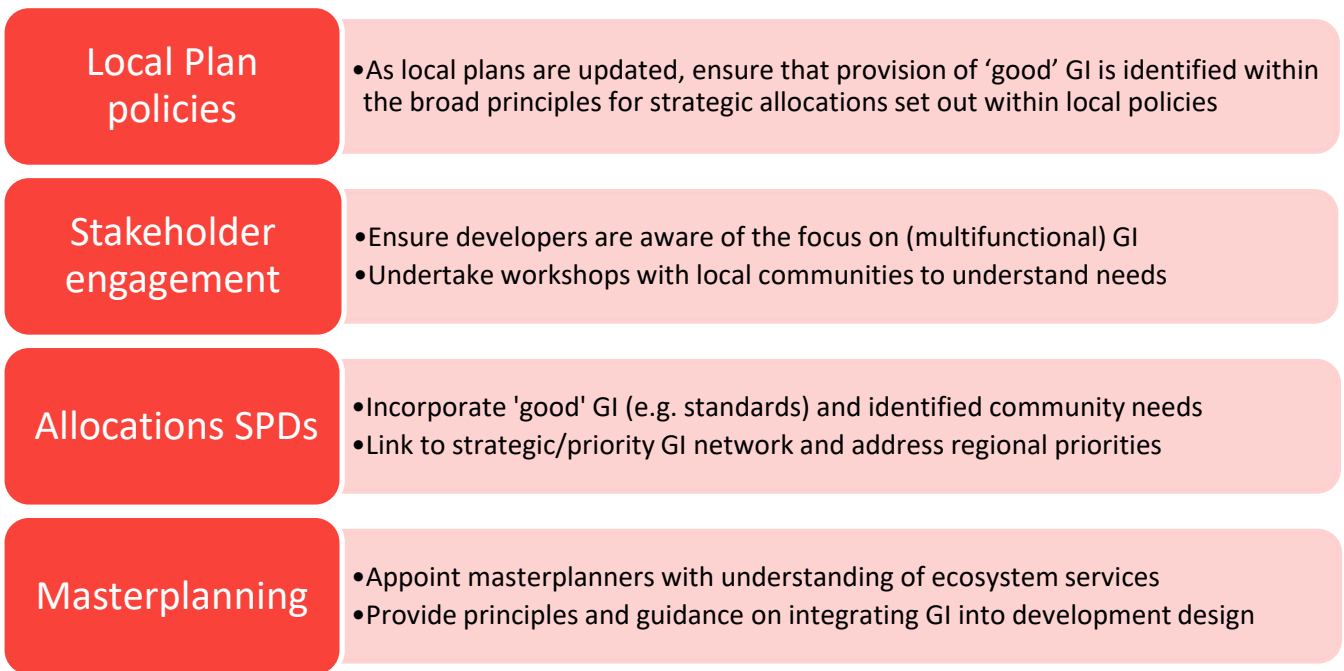 Local Plan
policies
•As local plans are updated, ensure that provision of ‘good’ GI is identified within
the broad principles for strategic allocations set out within local policies
Stakeholder
engagement
•Ensure developers are aware of the focus on (multifunctional) GI
•Undertake workshops with local communities to understand needs
Allocations SPDs
•Incorporate 'good' GI (e.g. standards) and identified community needs
•Link to strategic/priority GI network and address regional priorities
Masterplanning
•Appoint masterplanners with understanding of ecosystem services
•Provide principles and guidance on integrating GI into development design